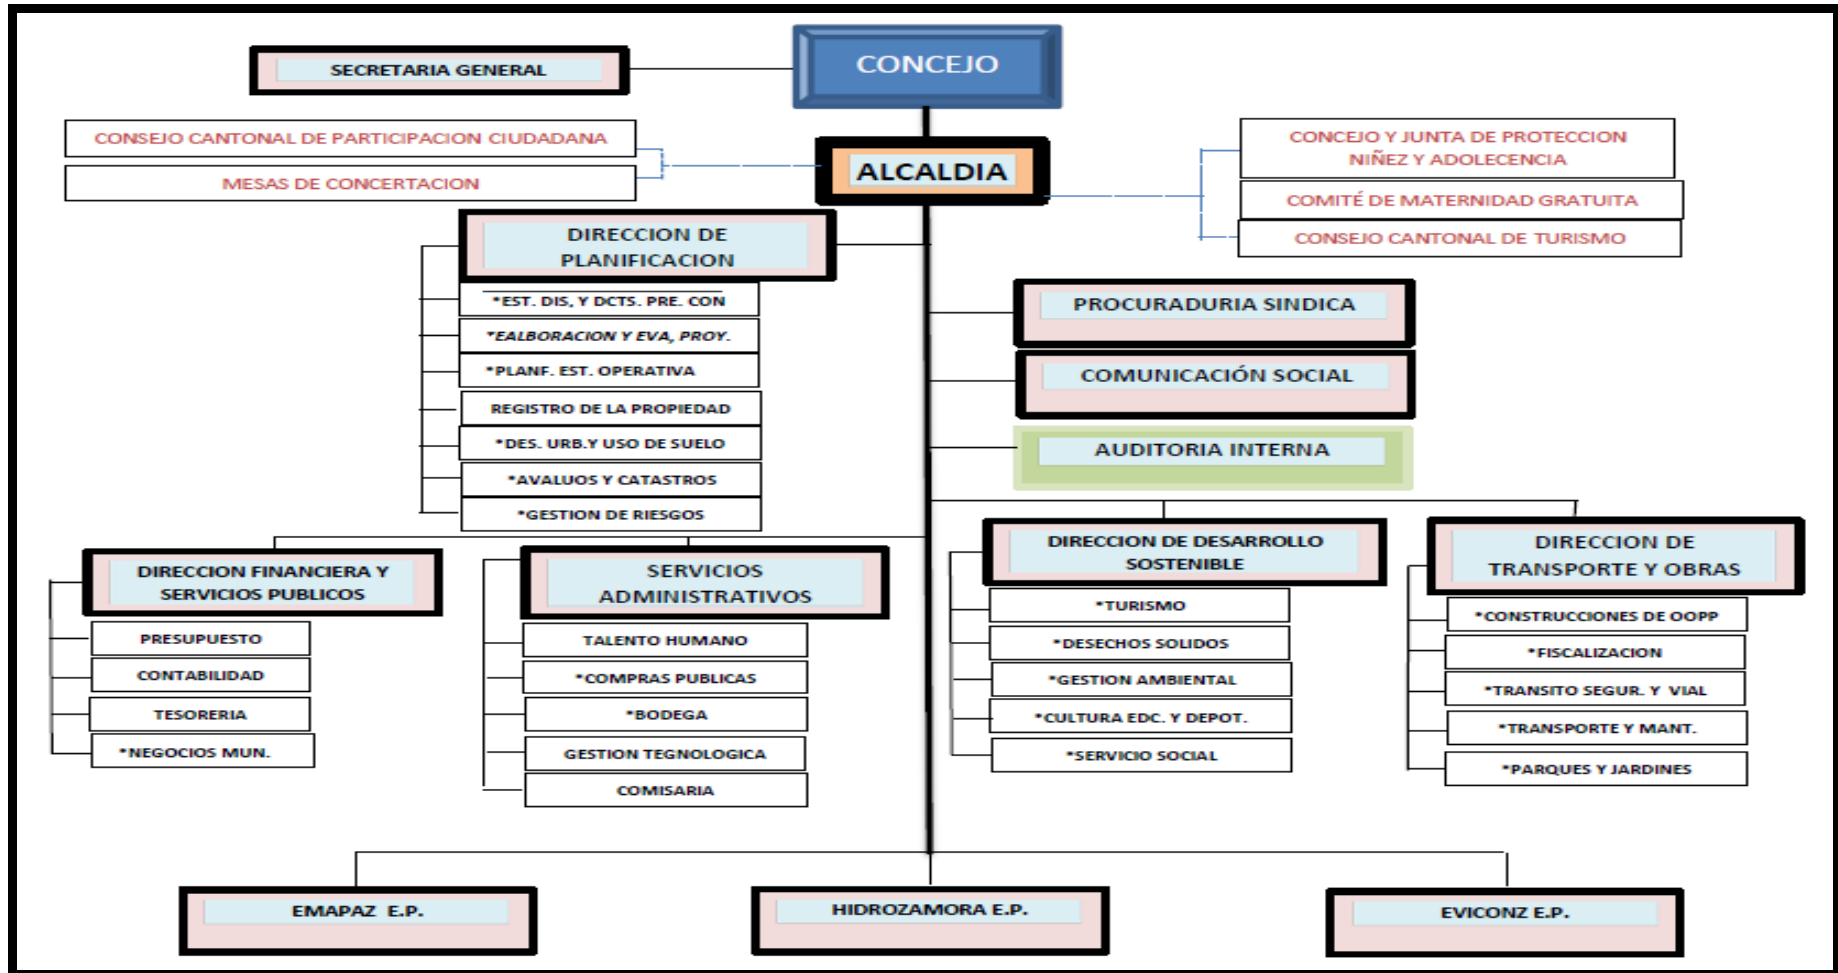 SECRETARIA GENERAL
CONCEJO
CONSEJO CANTONAL DE PARTICIPACION CIUDADANA
MESAS DE CONCERTACION
ALCALDIA
CONCEJO Y JUNTA DE PROTECCION
NIÑEZ Y ADOLECENCIA
COMITÉ DE MATERNIDAD GRATUITA
CONSEJO CANTONAL DE TURISMO
DIRECCION DE
PLANIFICACION
*EST. DIS, Y DCTS. PRE. CON
*EALBORACION Y EVA, PROY.
*PLANF. EST. OPERATIVA
REGISTRO DE LA PROPIEDAD
*DES. URB.Y USO DE SUELO
*AVALUOS Y CATASTROS
*GESTION DE RIESGOS
PROCURADURIA SINDICA
COMUNICACIÓN SOCIAL
AUDITORIA INTERNA
DIRECCION FINANCIERA Y
SERVICIOS PUBLICOS
PRESUPUESTO
CONTABILIDAD
TESORERIA
*NEGOCIOS MUN.
SERVICIOS
ADMINISTRATIVOS
TALENTO HUMANO
*COMPRAS PUBLICAS
*BODEGA
GESTION TEGNOLOGICA
COMISARIA
DIRECCION DE DESARROLLO
SOSTENIBLE
*TURISMO
*DESECHOS SOLIDOS
*GESTION AMBIENTAL
*CULTURA EDC. Y DEPOT.
*SERVICIO SOCIAL
DIRECCION DE
TRANSPORTE Y OBRAS
*CONSTRUCCIONES DE OOPP
*FISCALIZACION
*TRANSITO SEGUR. Y VIAL
*TRANSPORTE Y MANT.
*PARQUES Y JARDINES
EMAPAZ E.P.
HIDROZAMORA E.P.
EVICONZ E.P.